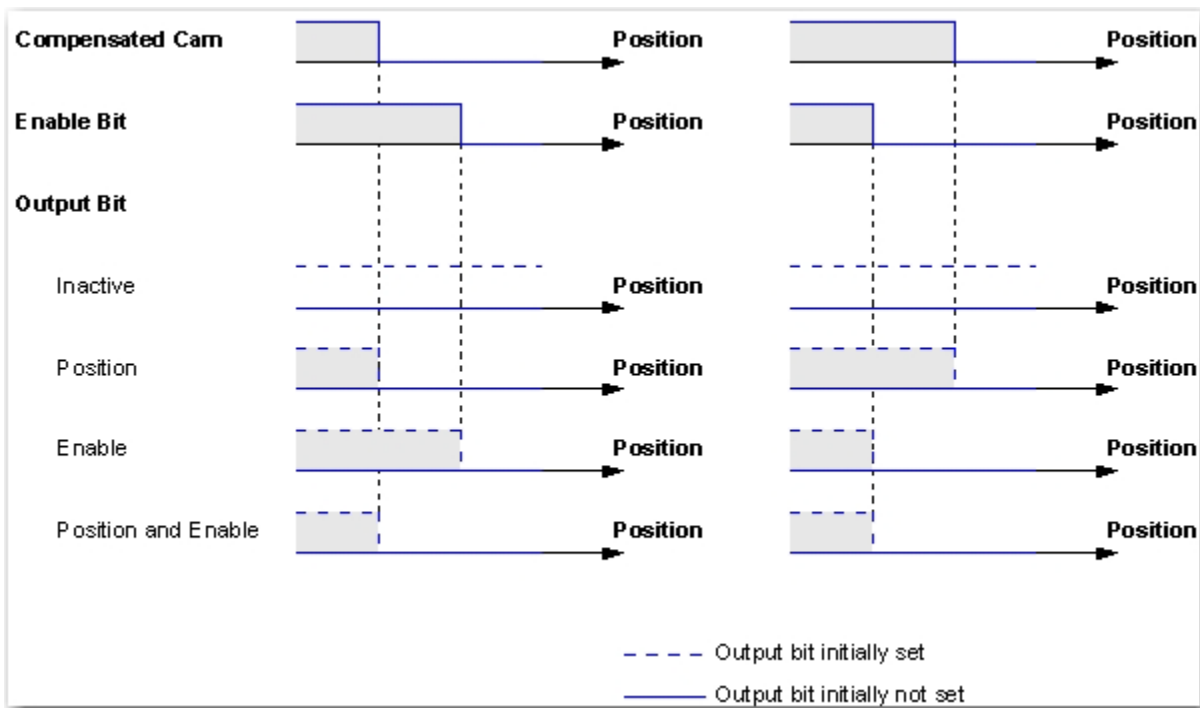 Compensated Cam Position Position
Enable Bit Position Position
Output Bit
Inactive Position Position
Position Position Position
Enable Position Position
Position and Enable Position Position
Output bit initially set
Output bit initially not set